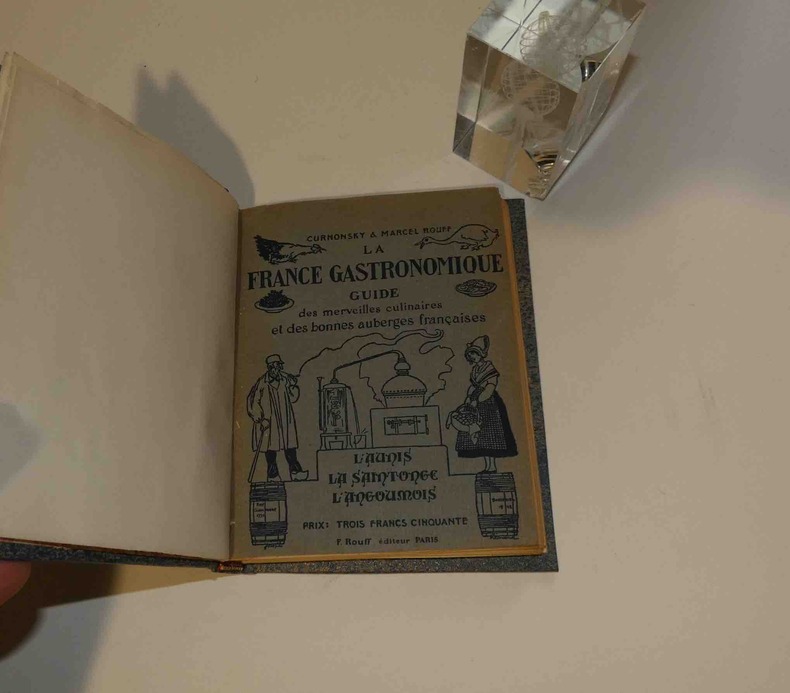 CURNONSKY & MARCEL ROUFF
LA
FRANCE GASTRONOMIQUE
GUIDE
des merveilles culinaires
et des bonnes auberges françaises
L'AUNIS
LA SAINTONGE
L'ANGOUMOIS
PRIX: TROIS FRANCS CINQUANTE
F. Rouff, éditeur PARIS